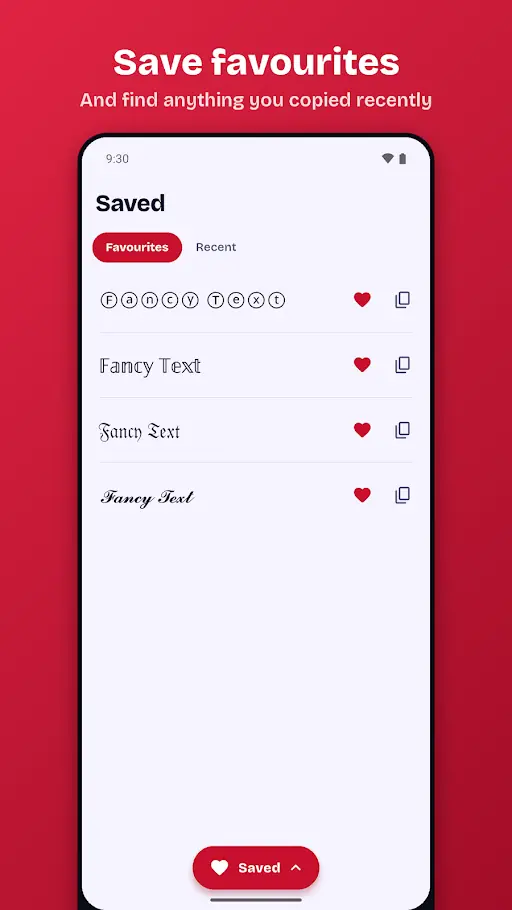 Save favourites
And find anything you copied recently
9:30
Saved
Favourites Recent
Ⓕⓐⓝⓒⓨ Ⓣⓔⓧⓣ
𝔽𝕒𝕟𝕔𝕪 𝕋𝕖𝕩𝕥
𝔉𝔞𝔫𝔠𝔶 𝔗𝔢𝔵𝔱
𝓕𝓪𝓷𝓬𝔂 𝓣𝓮𝔁𝓽
Saved